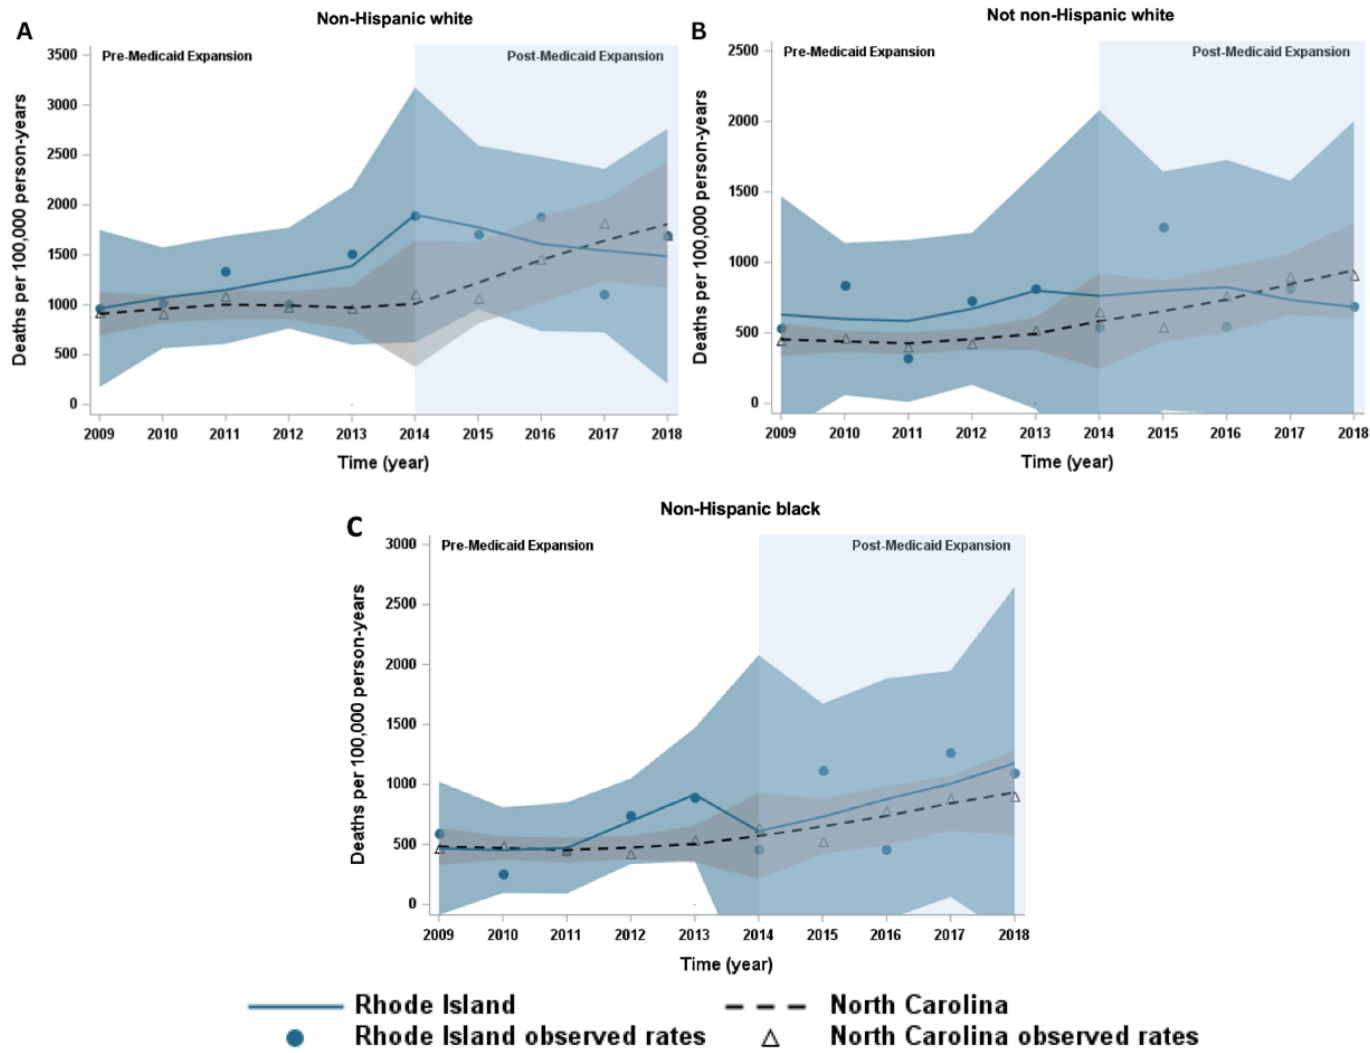 A
Non-Hispanic white
Pre-Medicaid Expansion
Post-Medicaid Expansion
Deaths per 100,000 person-years
3500
3000
2500
2000
1500
1000
500
0
2009 2010 2011 2012 2013 2014 2015 2016 2017 2018
Time (year)
B
Not non-Hispanic white
Pre-Medicaid Expansion
Post-Medicaid Expansion
Deaths per 100,000 person-years
2500
2000
1500
1000
500
0
2009 2010 2011 2012 2013 2014 2015 2016 2017 2018
Time (year)
C
Non-Hispanic black
Pre-Medicaid Expansion
Post-Medicaid Expansion
Deaths per 100,000 person-years
3000
2500
2000
1500
1000
500
0
2009 2010 2011 2012 2013 2014 2015 2016 2017 2018
Time (year)
Rhode Island
North Carolina
Rhode Island observed rates
North Carolina observed rates